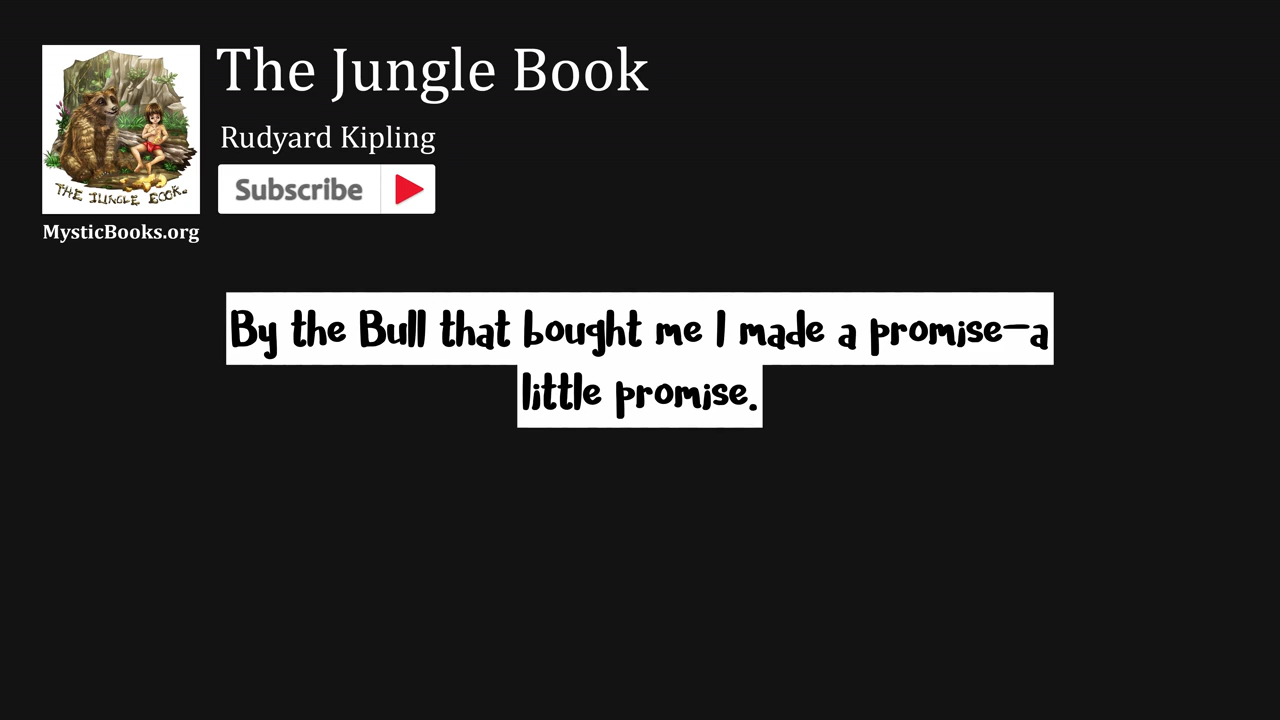 The Jungle Book
Rudyard Kipling
Subscribe
THE JUNGLE BOOK.
MysticBooks.org
By the Bull that bought me I made a promise—a
little promise.